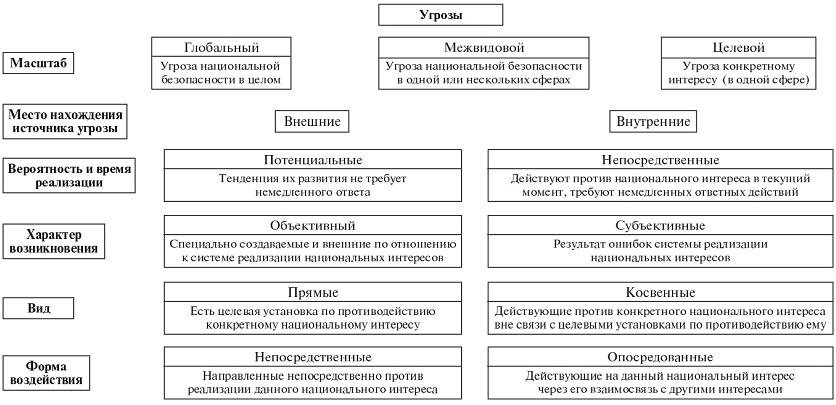 Угрозы
Масштаб
Глобальный
Угроза национальной
безопасности в целом
Межвидовой
Угроза национальной безопасности
в одной или нескольких сферах
Целевой
Угроза конкретному
интересу (в одной сфере)
Место нахождения
источника угрозы
Внешние
Внутренние
Вероятность и время
реализации
Потенциальные
Тенденция их развития не требует
немедленного ответа
Непосредственные
Действуют против национального интереса в текущий
момент, требуют немедленных ответных действий
Характер
возникновения
Объективный
Специально создаваемые и внешние по отношению
к системе реализации национальных интересов
Субъективные
Результат ошибок системы реализации
национальных интересов
Вид
Прямые
Есть целевая установка по противодействию
конкретному национальному интересу
Косвенные
Действующие против конкретного национального интереса
вне связи с целевыми установками по противодействию ему
Форма
воздействия
Непосредственные
Направленные непосредственно против
реализации данного национального интереса
Опосредованные
Действующие на данный национальный интерес
через его взаимосвязь с другими интересами